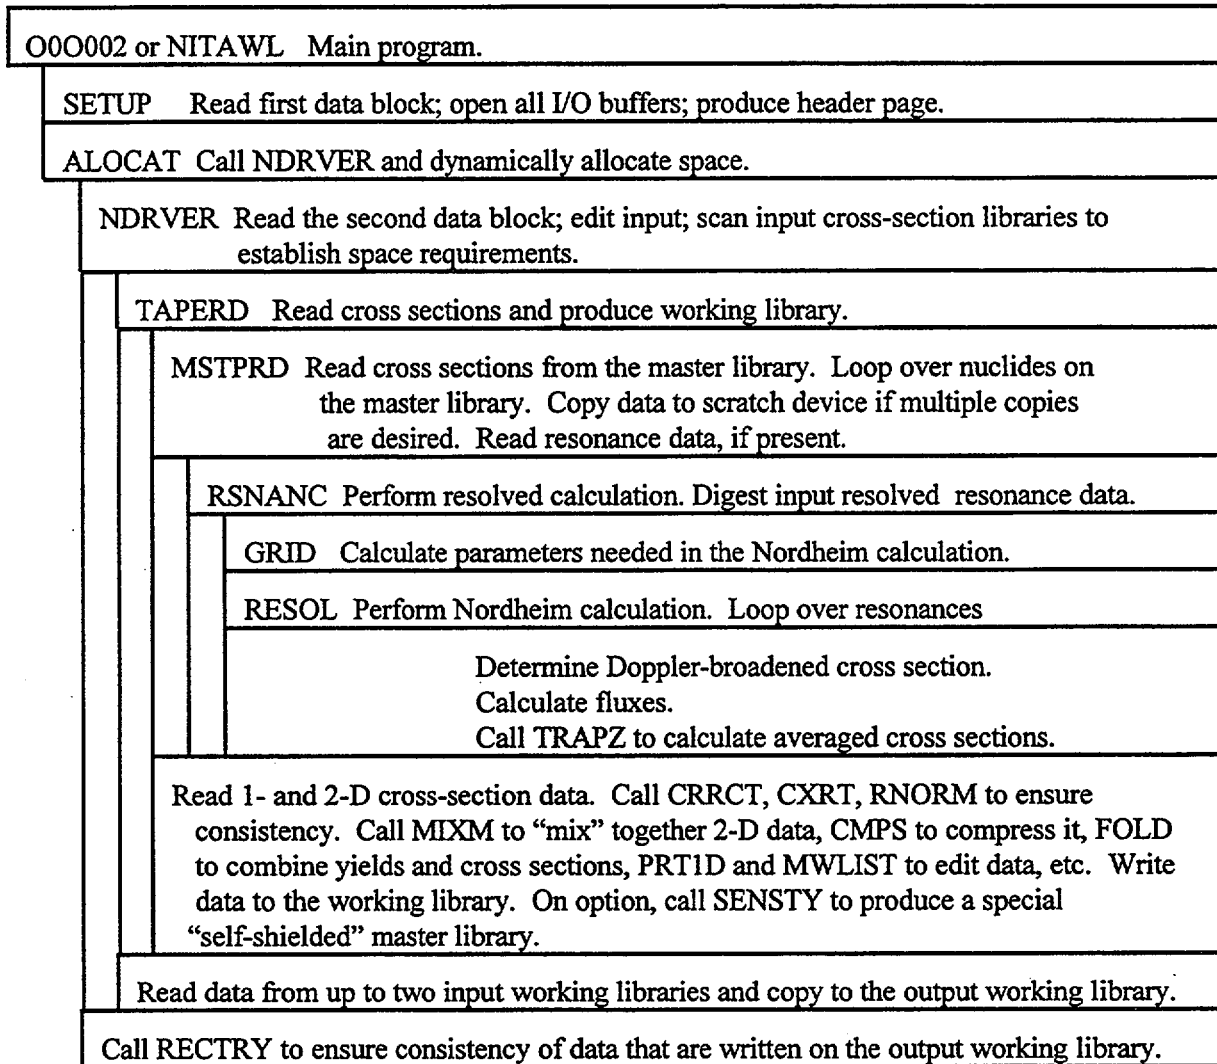 O0O002 or NITAWL Main program.
SETUP Read first data block; open all I/O buffers; produce header page.
ALOCAT Call NDRVER and dynamically allocate space.
NDRVER Read the second data block; edit input; scan input cross-section libraries to
establish space requirements.
TAPERD Read cross sections and produce working library.
MSTPRD Read cross sections from the master library. Loop over nuclides on
the master library. Copy data to scratch device if multiple copies
are desired. Read resonance data, if present.
RSNANC Perform resolved calculation. Digest input resolved resonance data.
GRID Calculate parameters needed in the Nordheim calculation.
RESOL Perform Nordheim calculation. Loop over resonances
Determine Doppler-broadened cross section.
Calculate fluxes.
Call TRAPZ to calculate averaged cross sections.
Read 1- and 2-D cross-section data. Call CRRCT, CXRT, RNORM to ensure
consistency. Call MIXM to “mix” together 2-D data, CMPS to compress it, FOLD
to combine yields and cross sections, PRT1D and MWLIST to edit data, etc. Write
data to the working library. On option, call SENSTY to produce a special
“self-shielded” master library.
Read data from up to two input working libraries and copy to the output working library.
Call RECTRY to ensure consistency of data that are written on the output working library.